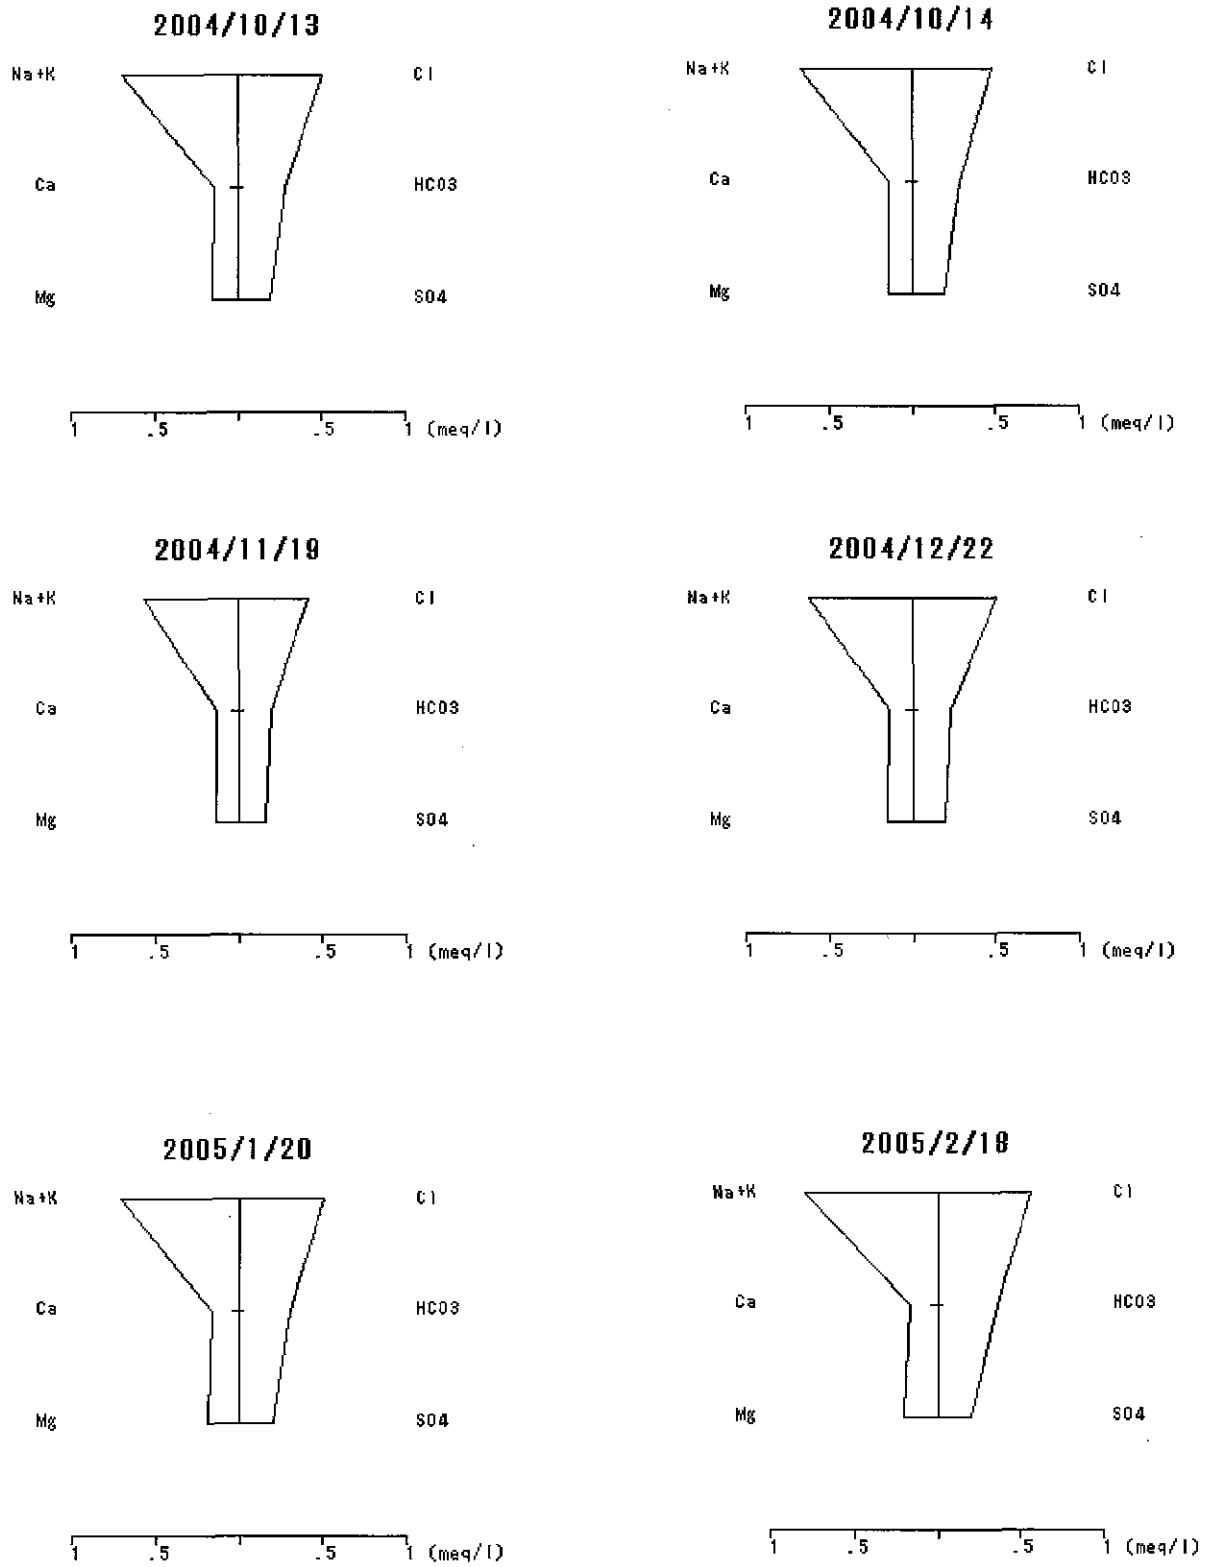 2004/10/13
Na+K Cl
Ca HCO3
Mg SO4
1 .5 .5 1 (meq/l)
2004/10/14
Na+K Cl
Ca HCO3
Mg SO4
1 .5 .5 1 (meq/l)
2004/11/19
Na+K Cl
Ca HCO3
Mg SO4
1 .5 .5 1 (meq/l)
2004/12/22
Na+K Cl
Ca HCO3
Mg SO4
1 .5 .5 1 (meq/l)
2005/1/20
Na+K Cl
Ca HCO3
Mg SO4
1 .5 .5 1 (meq/l)
2005/2/18
Na+K Cl
Ca HCO3
Mg SO4
1 .5 .5 1 (meq/l)